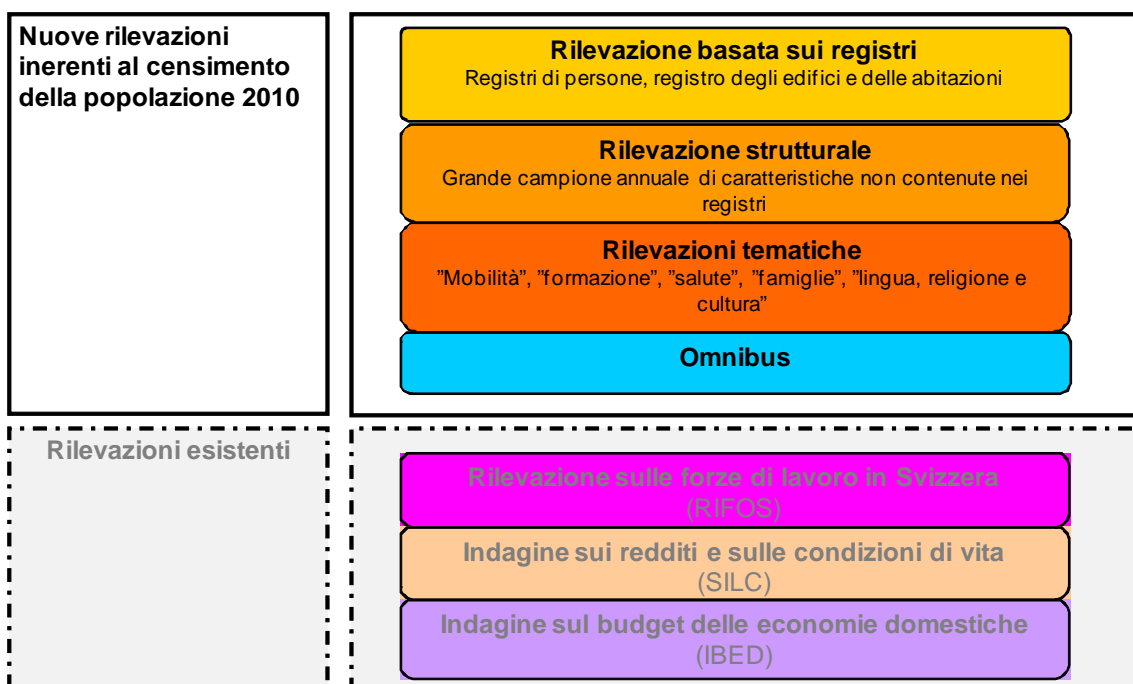 Nuove rilevazioni
inerenti al censimento
della popolazione 2010
Rilevazione basata sui registri
Registri di persone, registro degli edifici e delle abitazioni
Rilevazione strutturale
Grande campione annuale di caratteristiche non contenute nei
registri
Rilevazioni tematiche
”Mobilità”, ”formazione”, ”salute”, ”famiglie”, ”lingua, religione e
cultura”
Omnibus
Rilevazioni esistenti
Rilevazione sulle forze di lavoro in Svizzera
(RIFOS)
Indagine sui redditi e sulle condizioni di vita
(SILC)
Indagine sul budget delle economie domestiche
(IBED)